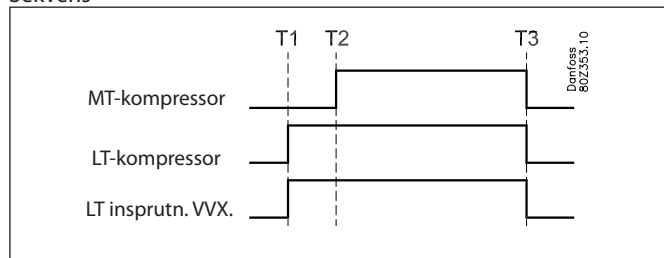 Sekvens
T1 T2 T3
Danfoss
80Z353.10
MT-kompressor
LT-kompressor
LT insprutn. VVX.